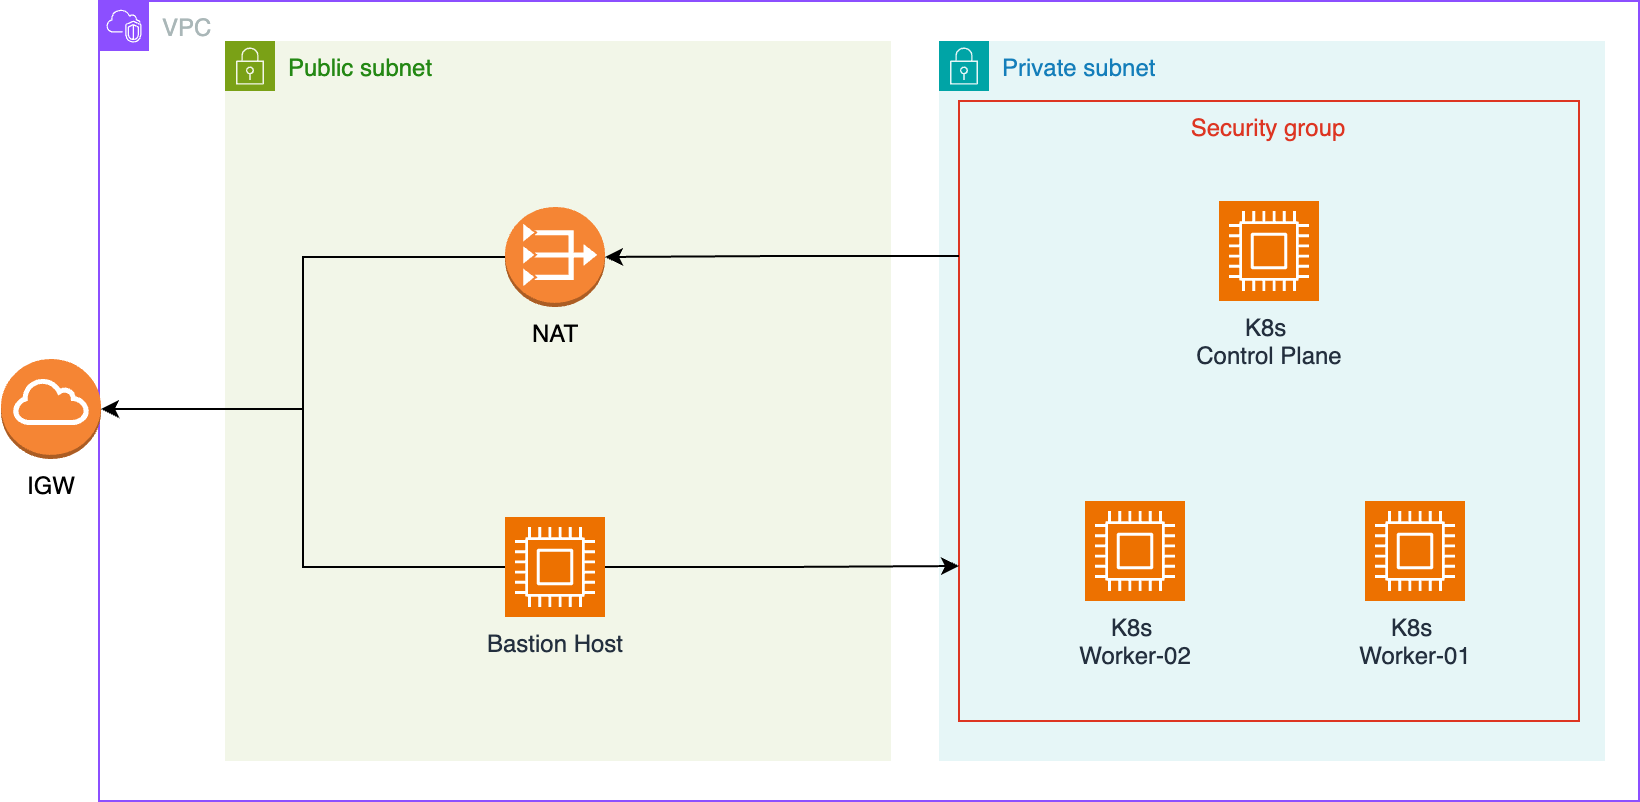 VPC
Public subnet
Private subnet
Security group
NAT
K8s
Control Plane
IGW
Bastion Host
K8s
Worker-02
K8s
Worker-01